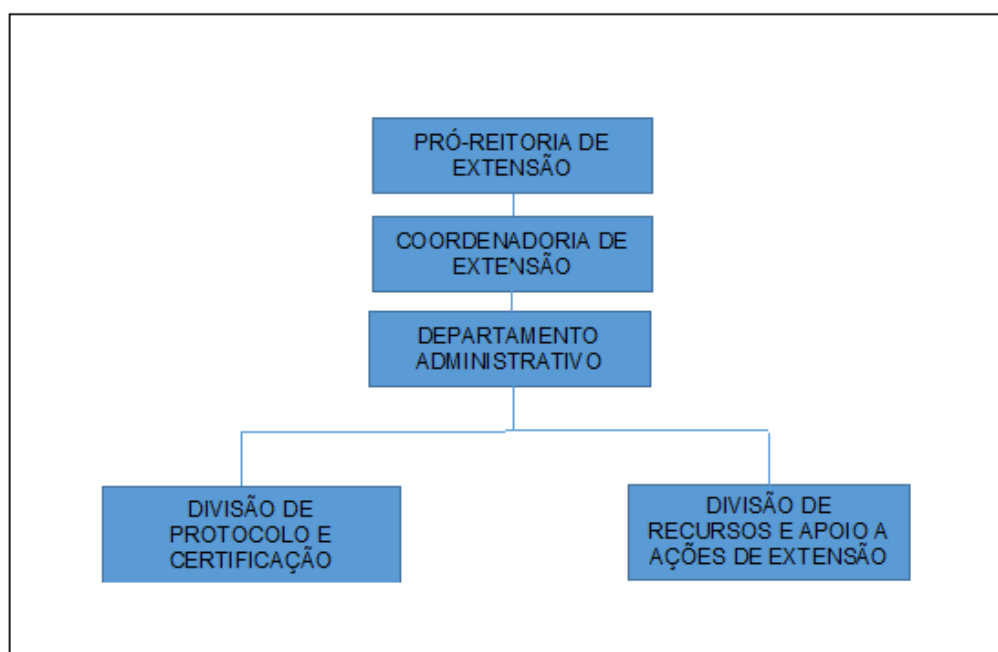 PRÓ-REITORIA DE
EXTENSÃO
COORDENADORIA DE
EXTENSÃO
DEPARTAMENTO
ADMINISTRATIVO
DIVISÃO DE
PROTOCOLO E
CERTIFICAÇÃO
DIVISÃO DE
RECURSOS E APOIO A
AÇÕES DE EXTENSÃO